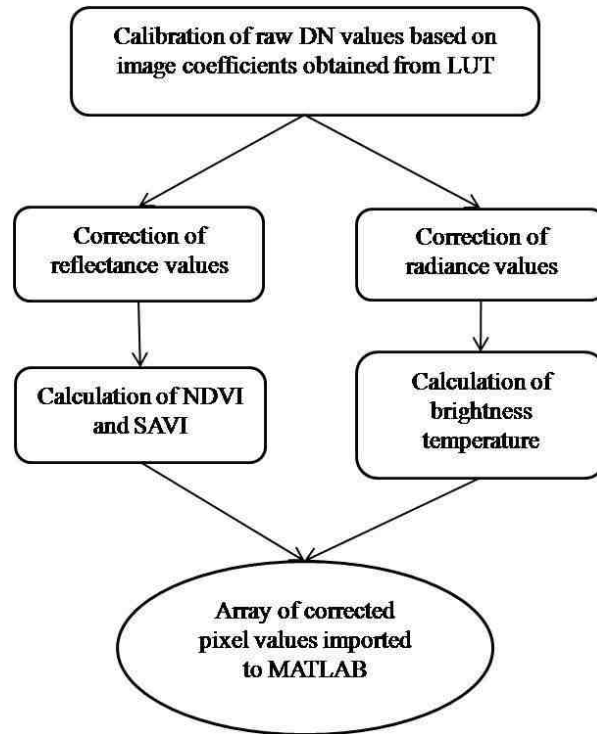 Calibration of raw DN values based on
image coefficients obtained from LUT
Correction of
reflectance values
Correction of
radiance values
Calculation of NDVI
and SAVI
Calculation of
brightness
temperature
Array of corrected
pixel values imported
to MATLAB